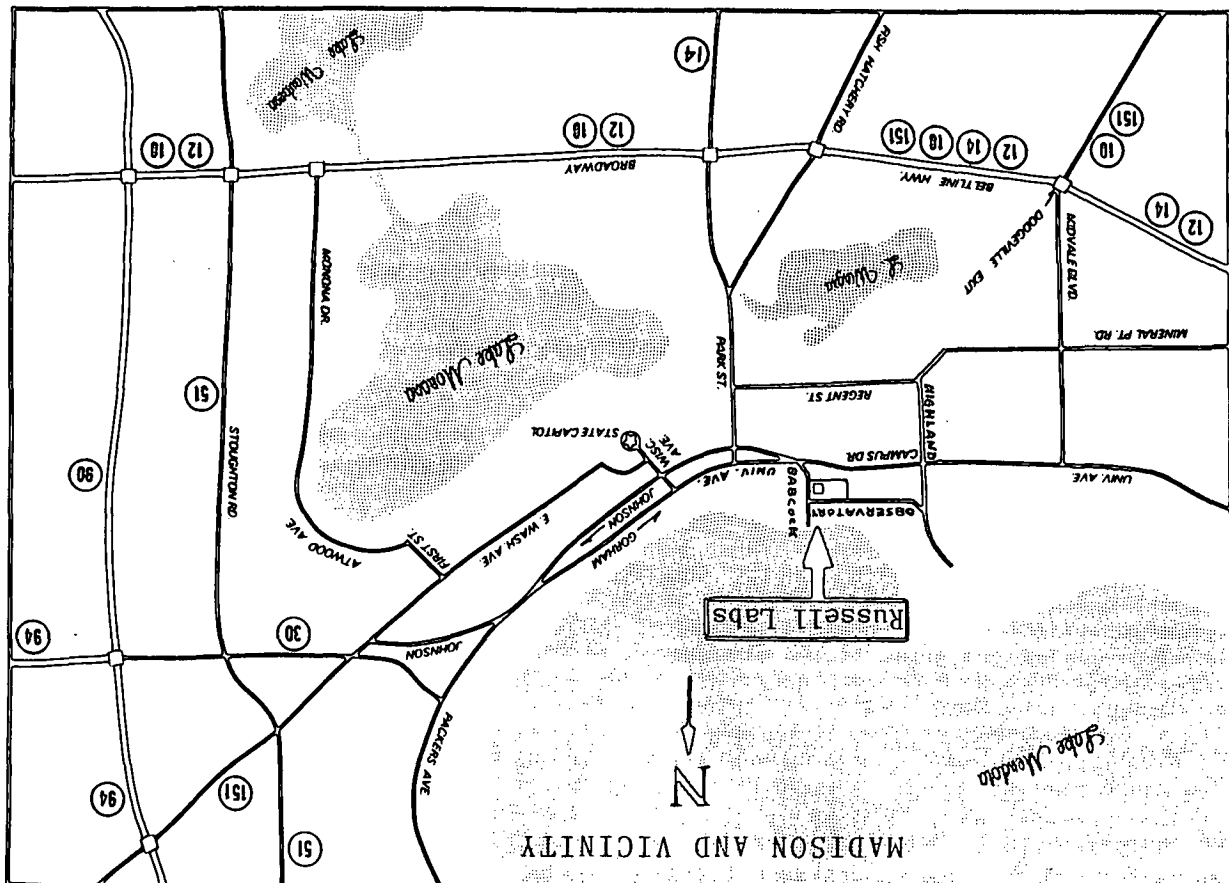 MADISON AND VICINITY
51
N
151
94
Lake Mendota
PACKERS AVE
JOHNSON
30
94
Russell Labs
GORHAM
FIRST ST.
ATWOOD AVE
E. WASH AVE.
OBSERVATORY
BABCOCK
JOHNSON
UNIV. AVE.
UNIV. AVE.
CAMPUS DR.
WISC. AVE.
STATE CAPITOL
STOUGHTON RD
90
HIGHLAND
REGENT ST.
PARK ST.
51
Lake Monona
MINERAL PT. RD.
L. Wingra
MIDVALE BLVD.
DODGEVILLE EXIT
MONONA DR.
12
14
BELTLINE HWY.
BROADWAY
12
14
18
151
12
18
12
18
18
151
FISH HATCHERY RD.
14
Lake Waubesa